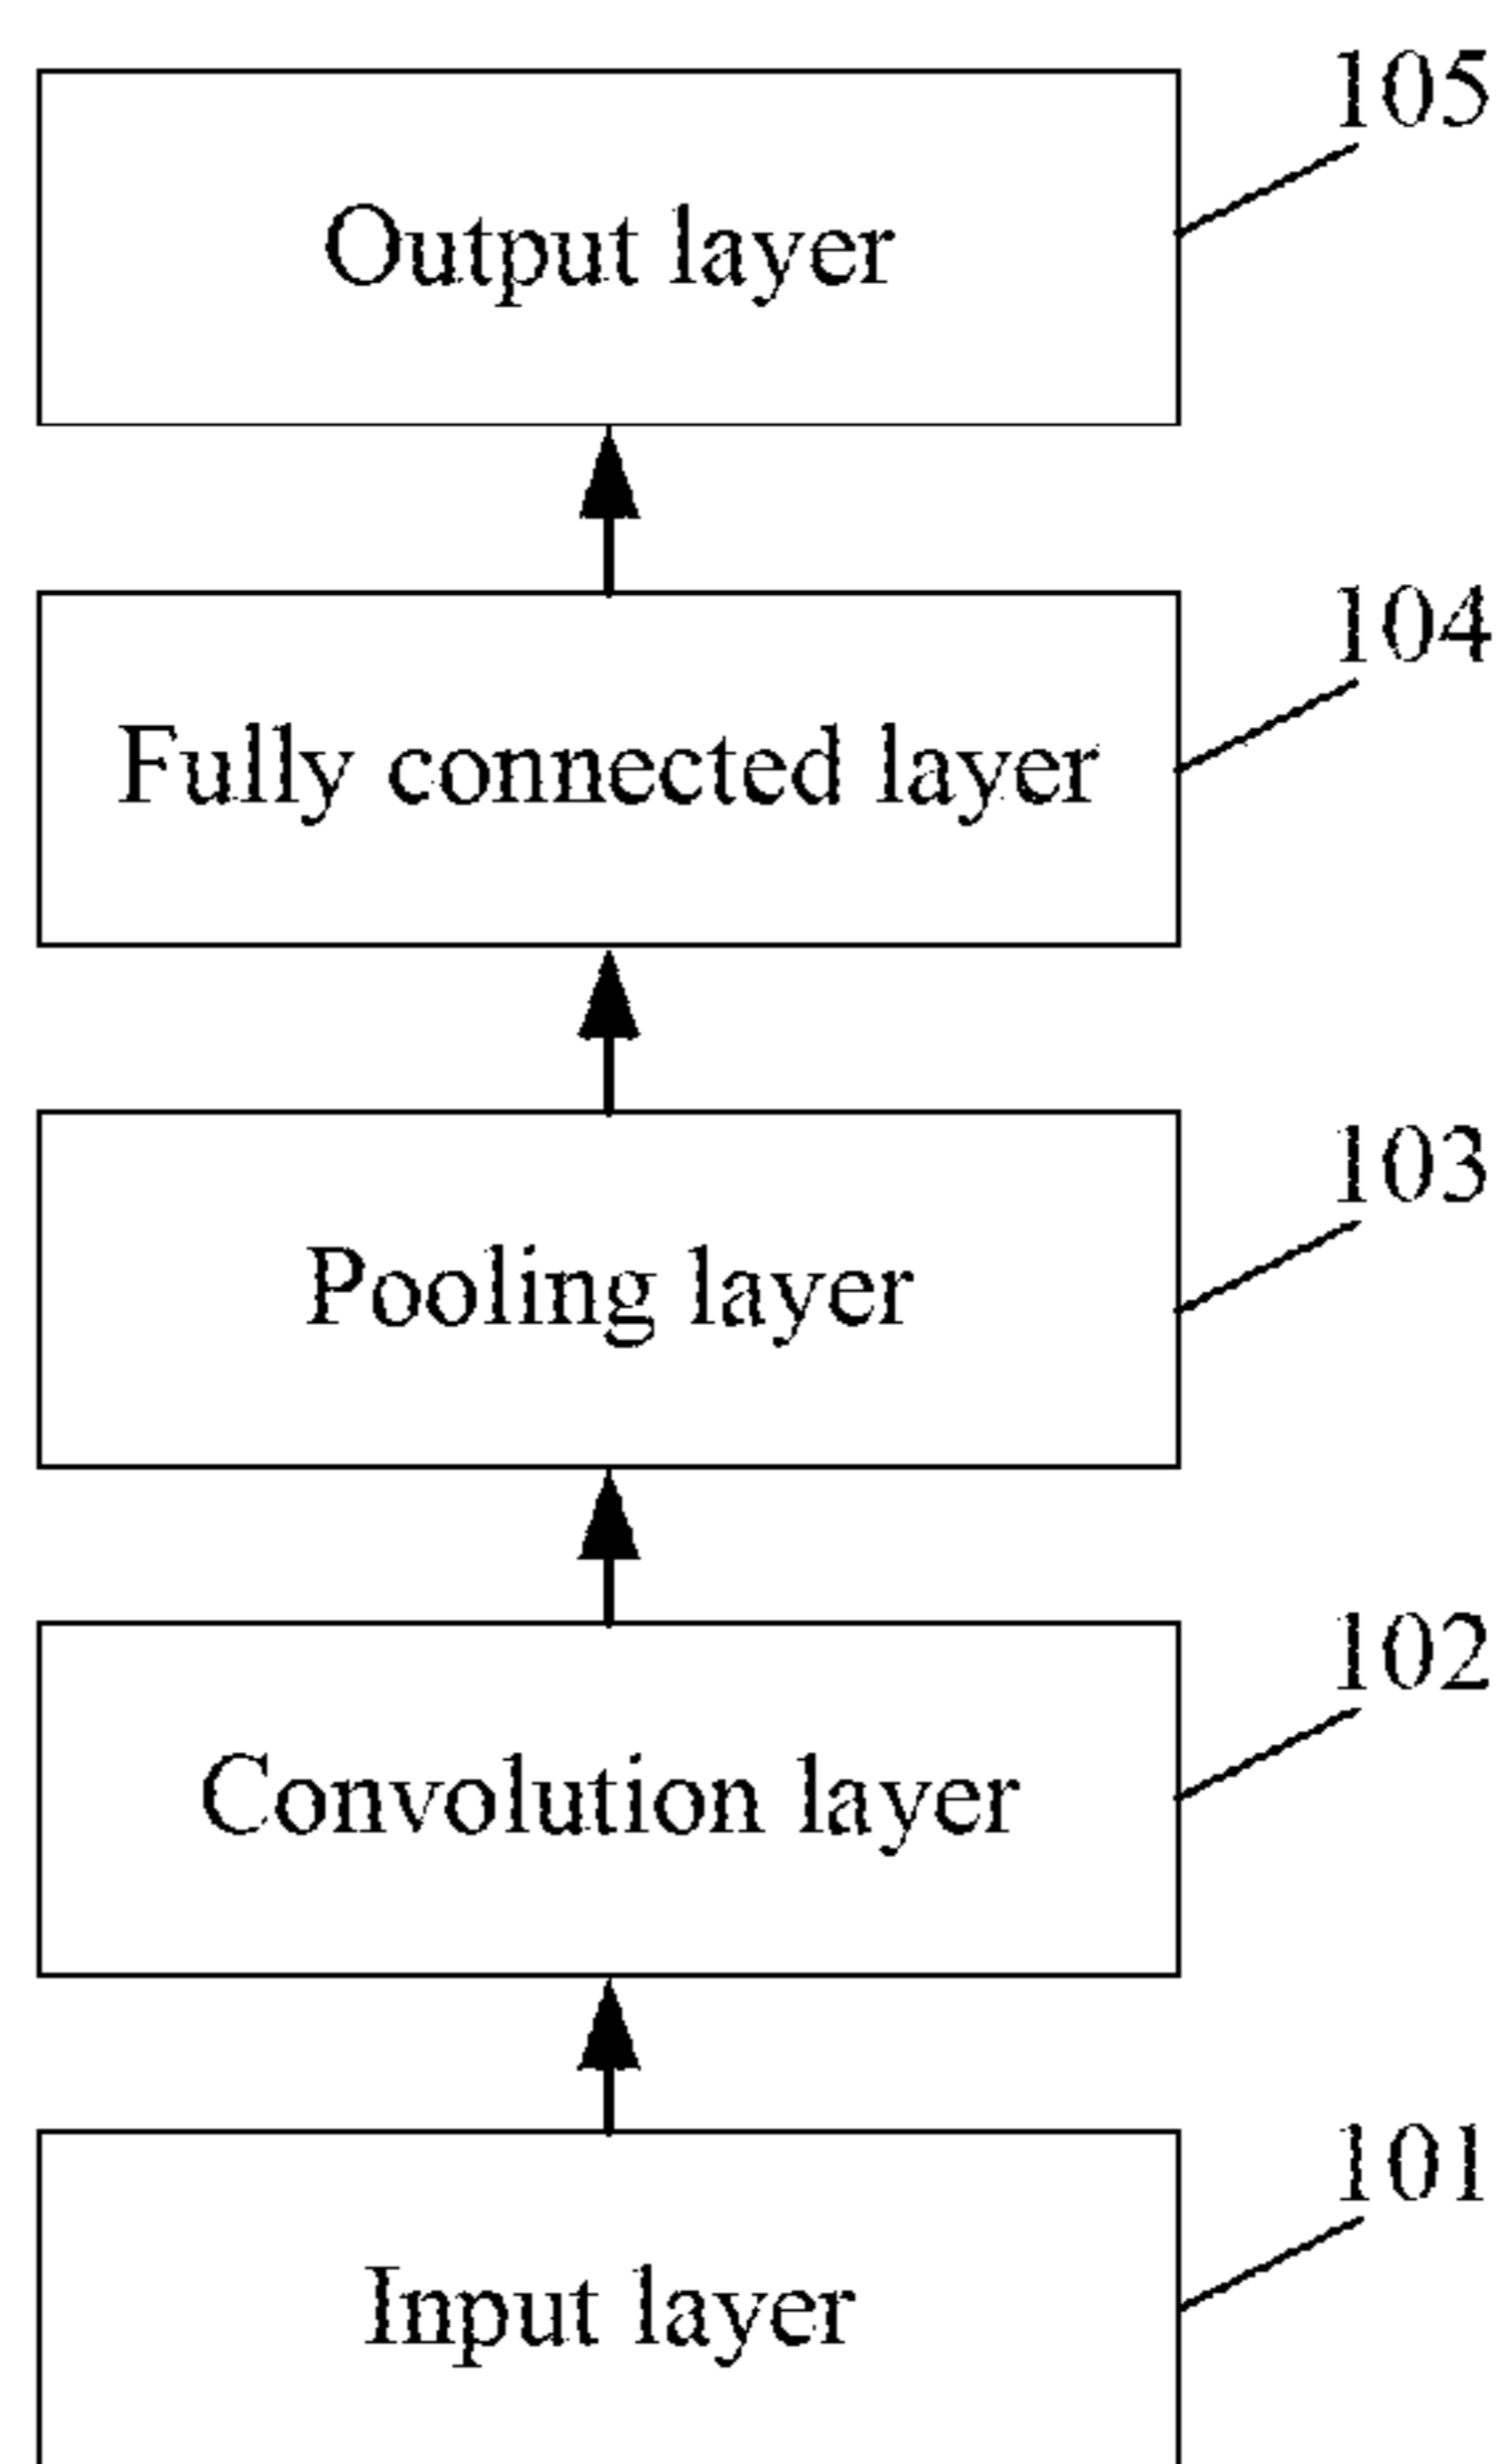 105
Output layer
104
Fully connected layer
103
Pooling layer
102
Convolution layer
101
Input layer